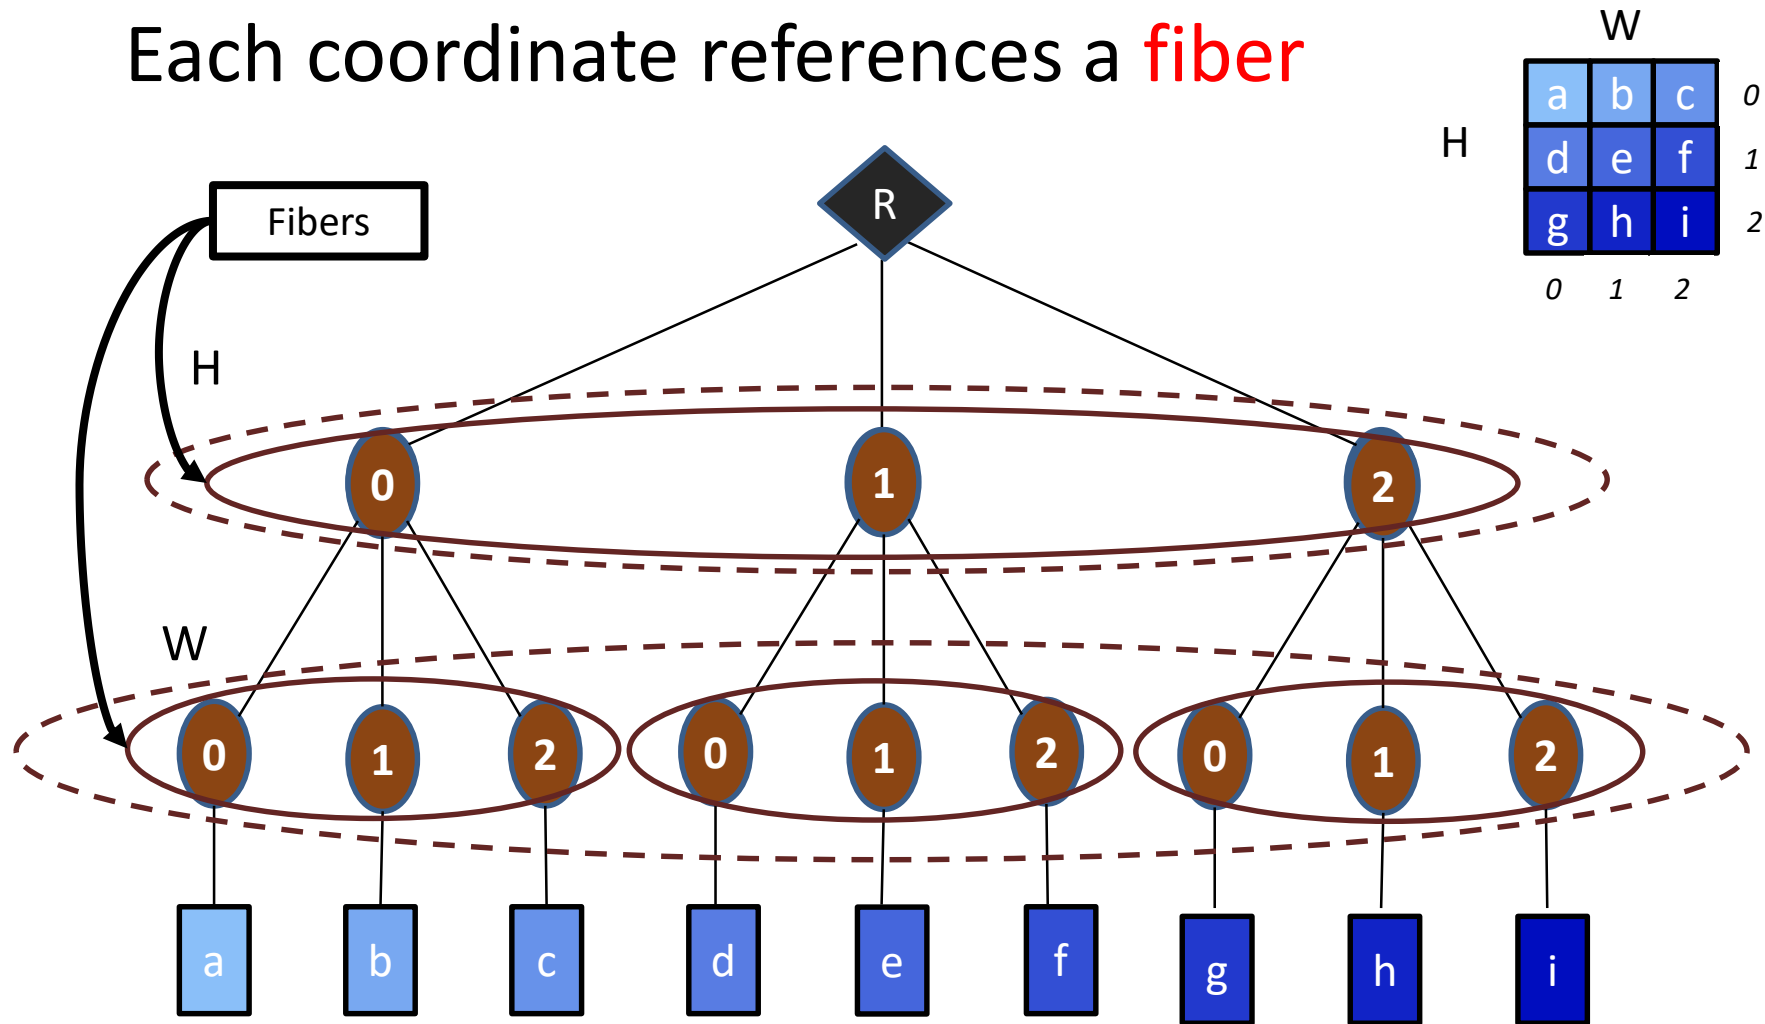 Each coordinate references a fiber
W
a b c 0
H
d e f 1
g h i 2
0 1 2
R
Fibers
H
0 1 2
W
0 1 2 0 1 2 0 1 2
a b c d e f g h i